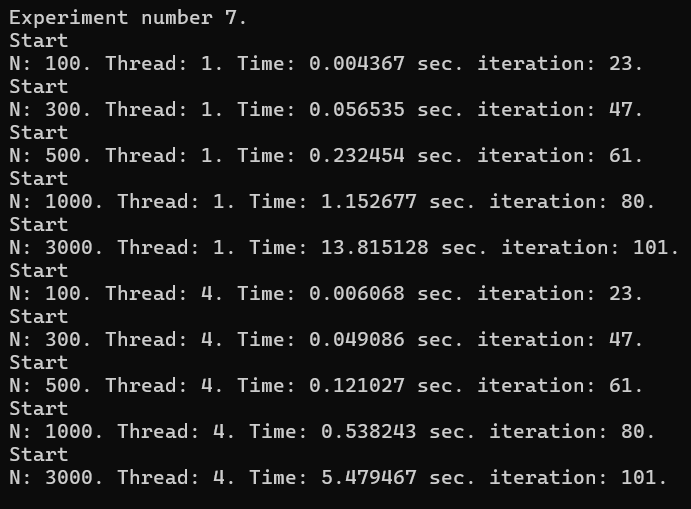 Experiment number 7.
Start
N: 100. Thread: 1. Time: 0.004367 sec. iteration: 23.
Start
N: 300. Thread: 1. Time: 0.056535 sec. iteration: 47.
Start
N: 500. Thread: 1. Time: 0.232454 sec. iteration: 61.
Start
N: 1000. Thread: 1. Time: 1.152677 sec. iteration: 80.
Start
N: 3000. Thread: 1. Time: 13.815128 sec. iteration: 101.
Start
N: 100. Thread: 4. Time: 0.006068 sec. iteration: 23.
Start
N: 300. Thread: 4. Time: 0.049086 sec. iteration: 47.
Start
N: 500. Thread: 4. Time: 0.121027 sec. iteration: 61.
Start
N: 1000. Thread: 4. Time: 0.538243 sec. iteration: 80.
Start
N: 3000. Thread: 4. Time: 5.479467 sec. iteration: 101.